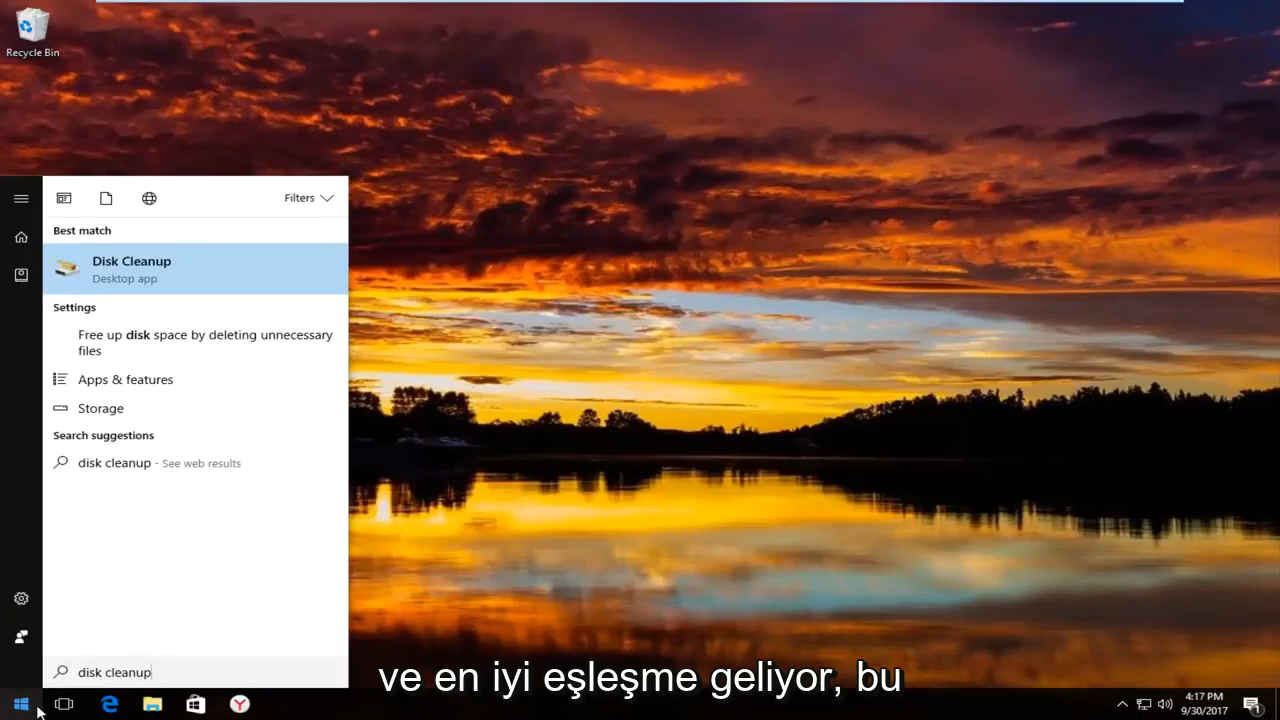 Recycle Bin
Filters
Best match
Disk Cleanup
Desktop app
Settings
Free up disk space by deleting unnecessary
files
Apps & features
Storage
Search suggestions
disk cleanup - See web results
disk cleanup
ve en iyi eşleşme geliyor, bu
4:17 PM
9/30/2017
1